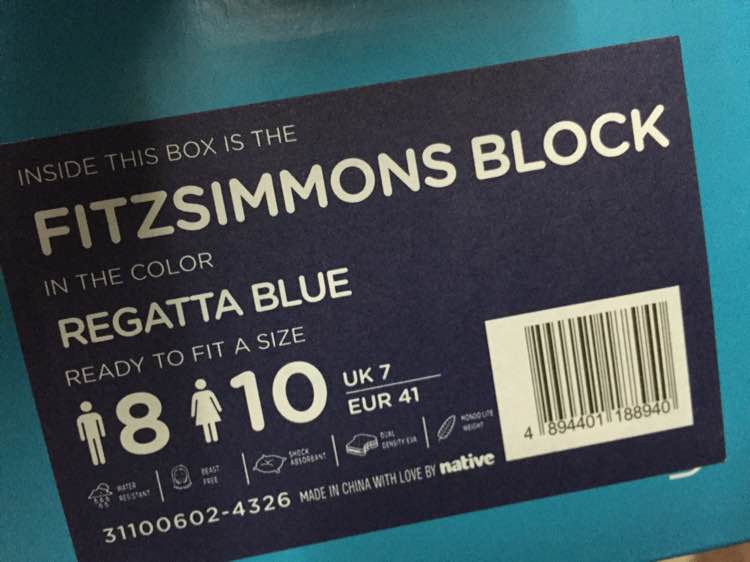 INSIDE THIS BOX IS THE
FITZSIMMONS BLOCK
IN THE COLOR
REGATTA BLUE
READY TO FIT A SIZE
8 10 UK 7
EUR 41
WATER
RESISTANT
BEAST
FREE
SHOCK
ABSORBANT
DUAL
DENSITY EVA
MONDO LITE
WEIGHT
31100602-4326 MADE IN CHINA WITH LOVE BY native
4 894401 188940